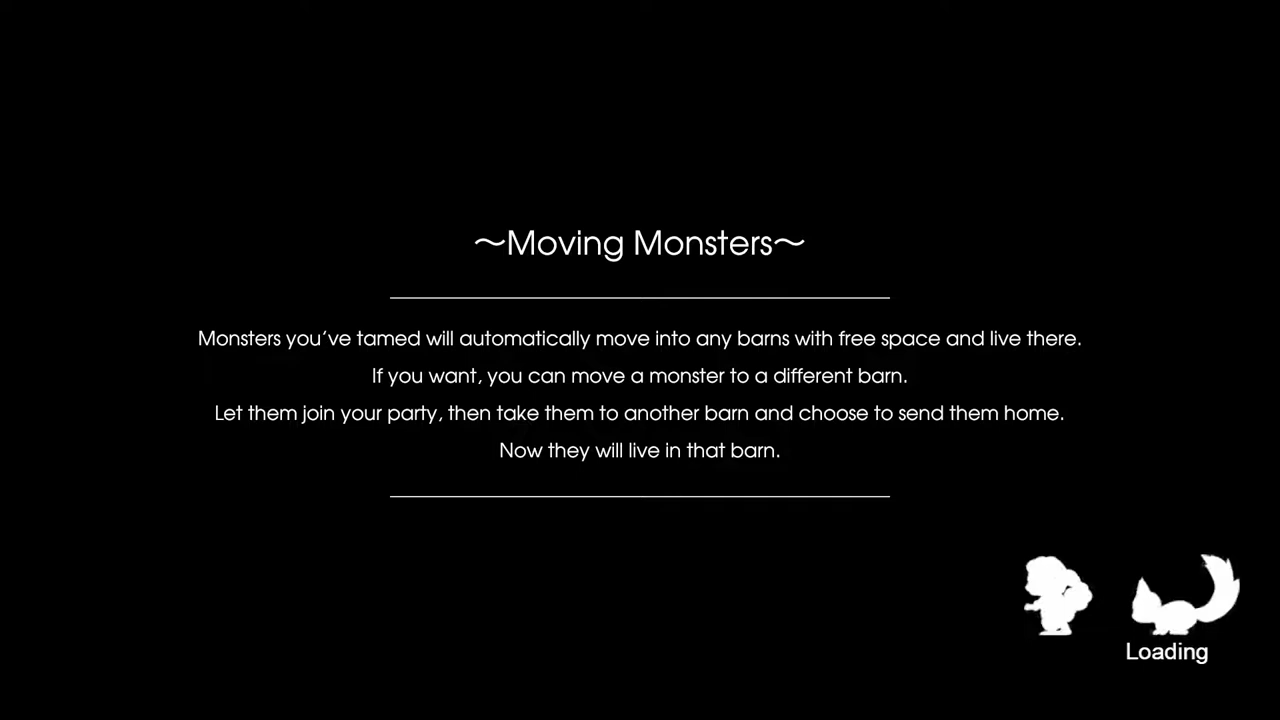 ～Moving Monsters～
Monsters you've tamed will automatically move into any barns with free space and live there.
If you want, you can move a monster to a different barn.
Let them join your party, then take them to another barn and choose to send them home.
Now they will live in that barn.
Loading